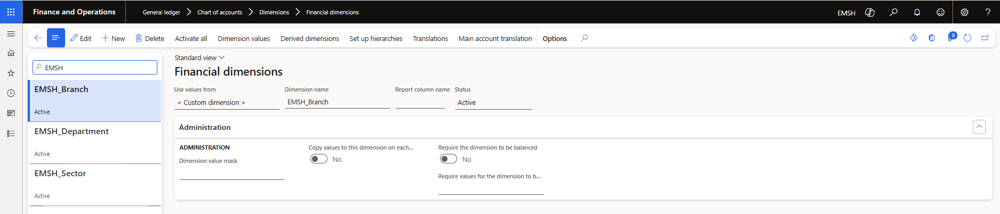 Finance and Operations
General ledger > Chart of accounts > Dimensions > Financial dimensions
EMSH
?
Edit
New
Delete
Activate all
Dimension values
Derived dimensions
Set up hierarchies
Translations
Main account translation
Options
0
EMSH
EMSH_Branch
Active
EMSH_Department
Active
EMSH_Sector
Active
Standard view
Financial dimensions
Use values from
< Custom dimension >
Dimension name
EMSH_Branch
Report column name
Status
Active
Administration
ADMINISTRATION
Dimension value mask
Copy values to this dimension on each...
No
Require the dimension to be balanced
No
Require values for the dimension to b...